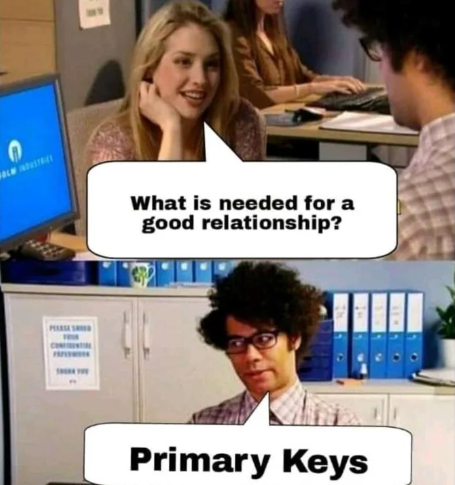 What is needed for a
good relationship?
PLEASE SHRED
YOUR
CONFIDENTIAL
PAPERWORK
THANK YOU
Primary Keys